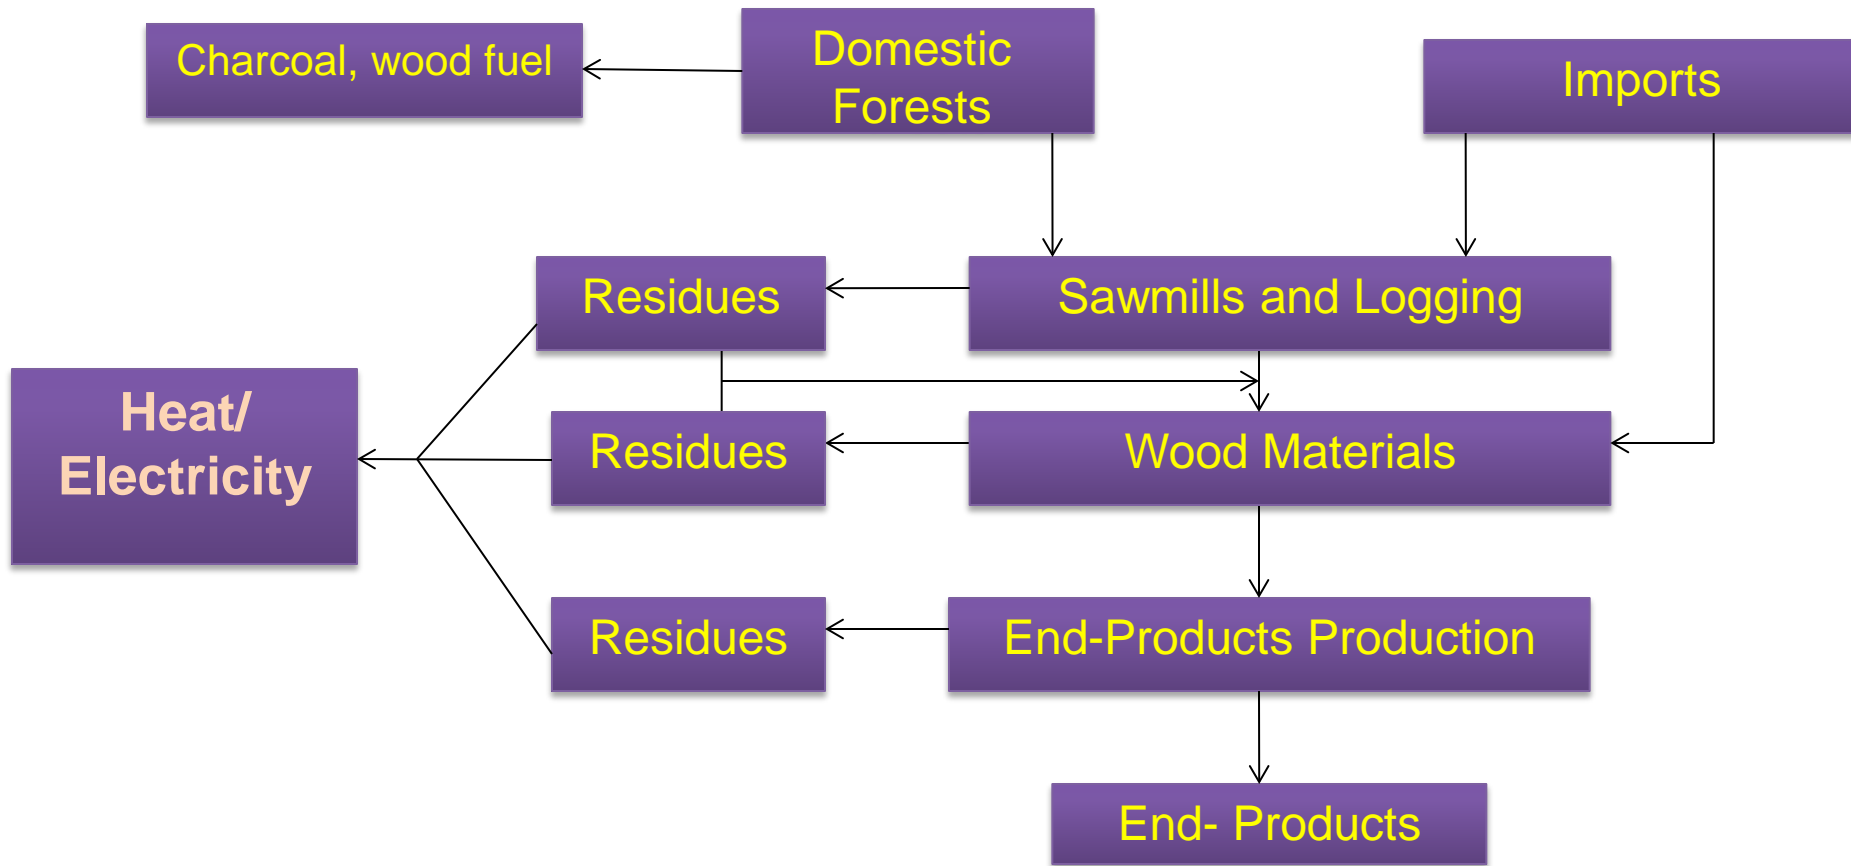 Charcoal, wood fuel
Domestic
Forests
Imports
Residues
Sawmills and Logging
Heat/
Electricity
Residues
Wood Materials
Residues
End-Products Production
End- Products